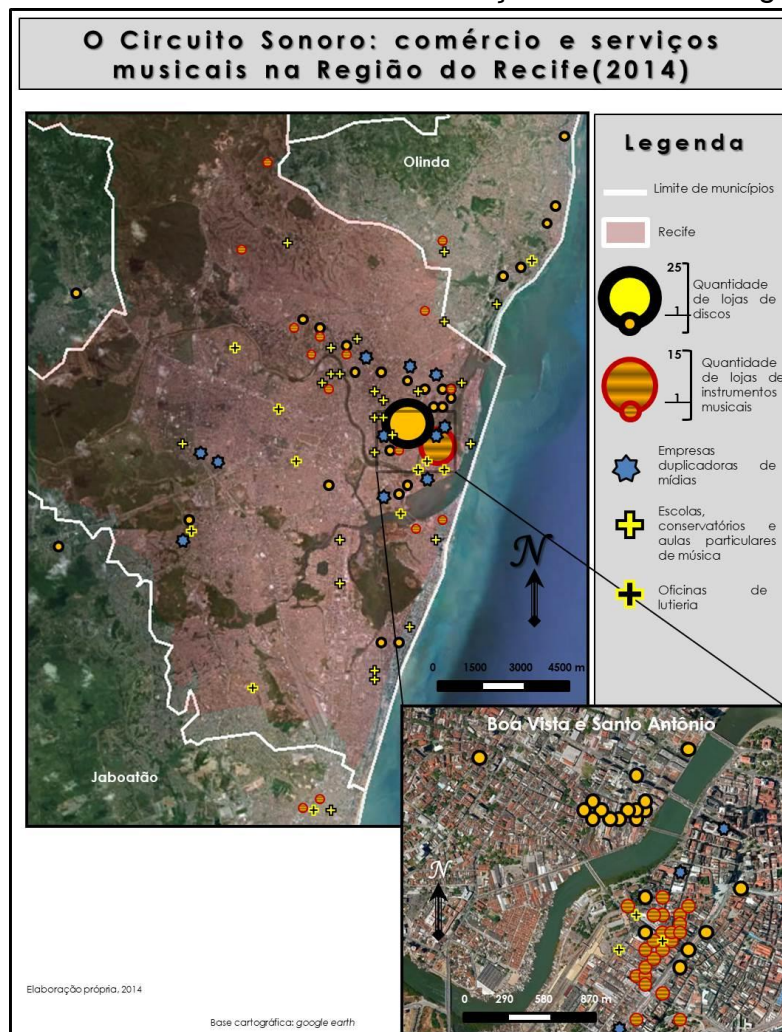 O Circuito Sonoro: comércio e serviços
musicais na Região do Recife(2014)
Olinda
Jaboatão
N
0 1500 3000 4500 m
Legenda
Limite de municípios
Recife
25
1
Quantidade
de lojas de
discos
15
1
Quantidade
de lojas de
instrumentos
musicais
Empresas
duplicadoras de
mídias
Escolas,
conservatórios e
aulas particulares
de música
Oficinas de
lutieria
Boa Vista e Santo Antônio
N
0 290 580 870 m
Elaboração própria, 2014
Base cartográfica: google earth